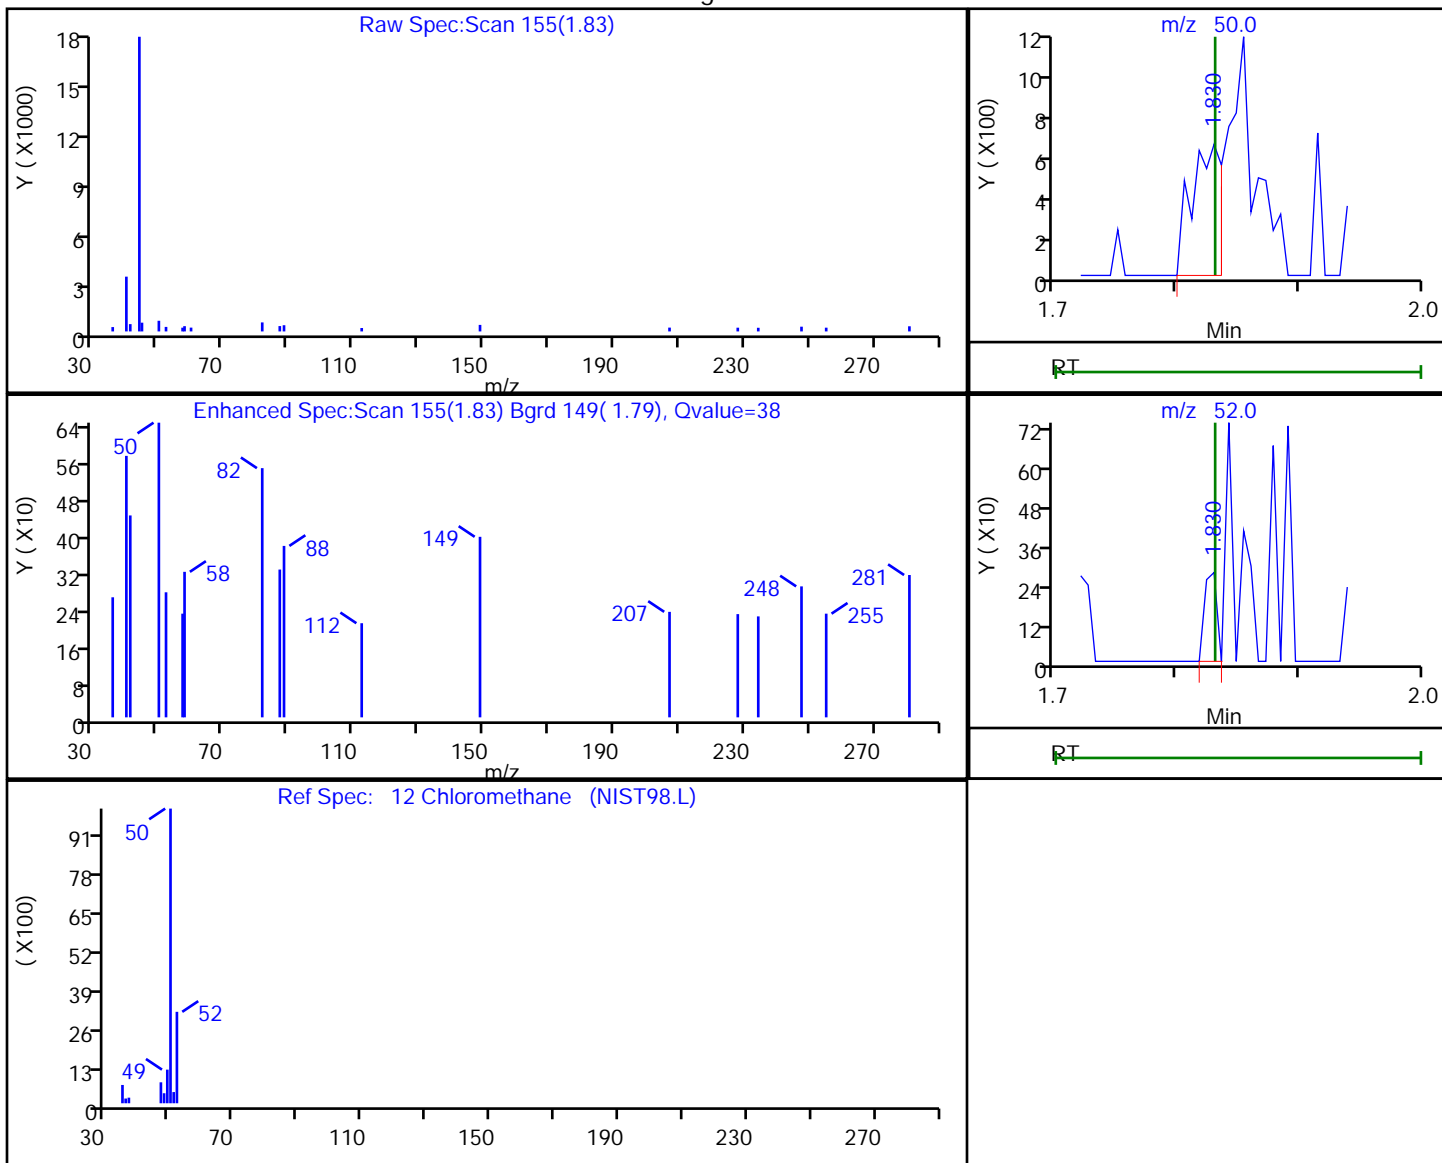 Raw Spec:Scan 155(1.83)
Y ( X1000)
18
15
12
9
6
3
0
30 70 110 150 190 230 270
m/z
m/z 50.0
Y ( X100)
12
10
8
6
4
2
0
1.830
1.7 2.0
Min
RT
Enhanced Spec:Scan 155(1.83) Bgrd 149( 1.79), Qvalue=38
Y ( X10)
64
56
48
40
32
24
16
8
0
50
82
58
88
112
149
207
248
255
281
30 70 110 150 190 230 270
m/z
m/z 52.0
Y ( X10)
72
60
48
36
24
12
0
1.830
1.7 2.0
Min
RT
Ref Spec: 12 Chloromethane (NIST98.L)
( X100)
91
78
65
52
39
26
13
0
50
52
49
30 70 110 150 190 230 270